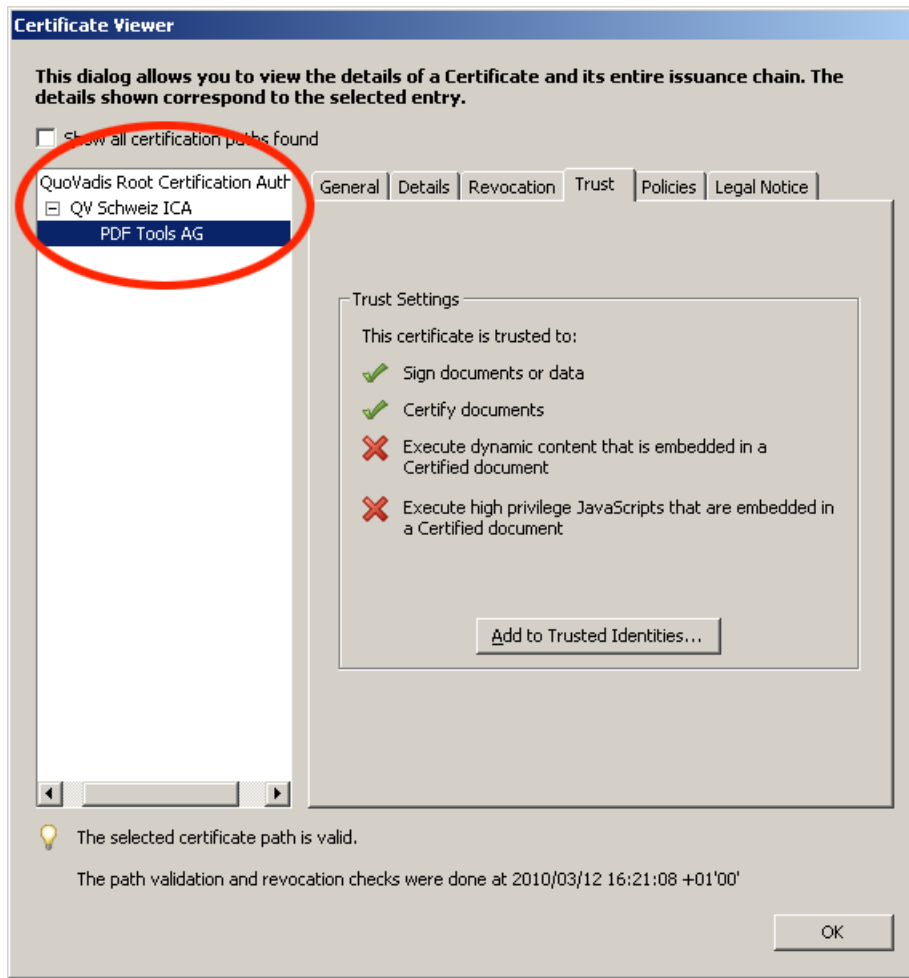 Certificate Viewer
This dialog allows you to view the details of a Certificate and its entire issuance chain. The
details shown correspond to the selected entry.
Show all certification paths found
QuoVadis Root Certification Auth
QV Schweiz ICA
PDF Tools AG
General Details Revocation Trust Policies Legal Notice
Trust Settings
This certificate is trusted to:
Sign documents or data
Certify documents
Execute dynamic content that is embedded in a
Certified document
Execute high privilege JavaScripts that are embedded in
a Certified document
Add to Trusted Identities...
The selected certificate path is valid.
The path validation and revocation checks were done at 2010/03/12 16:21:08 +01'00'
OK